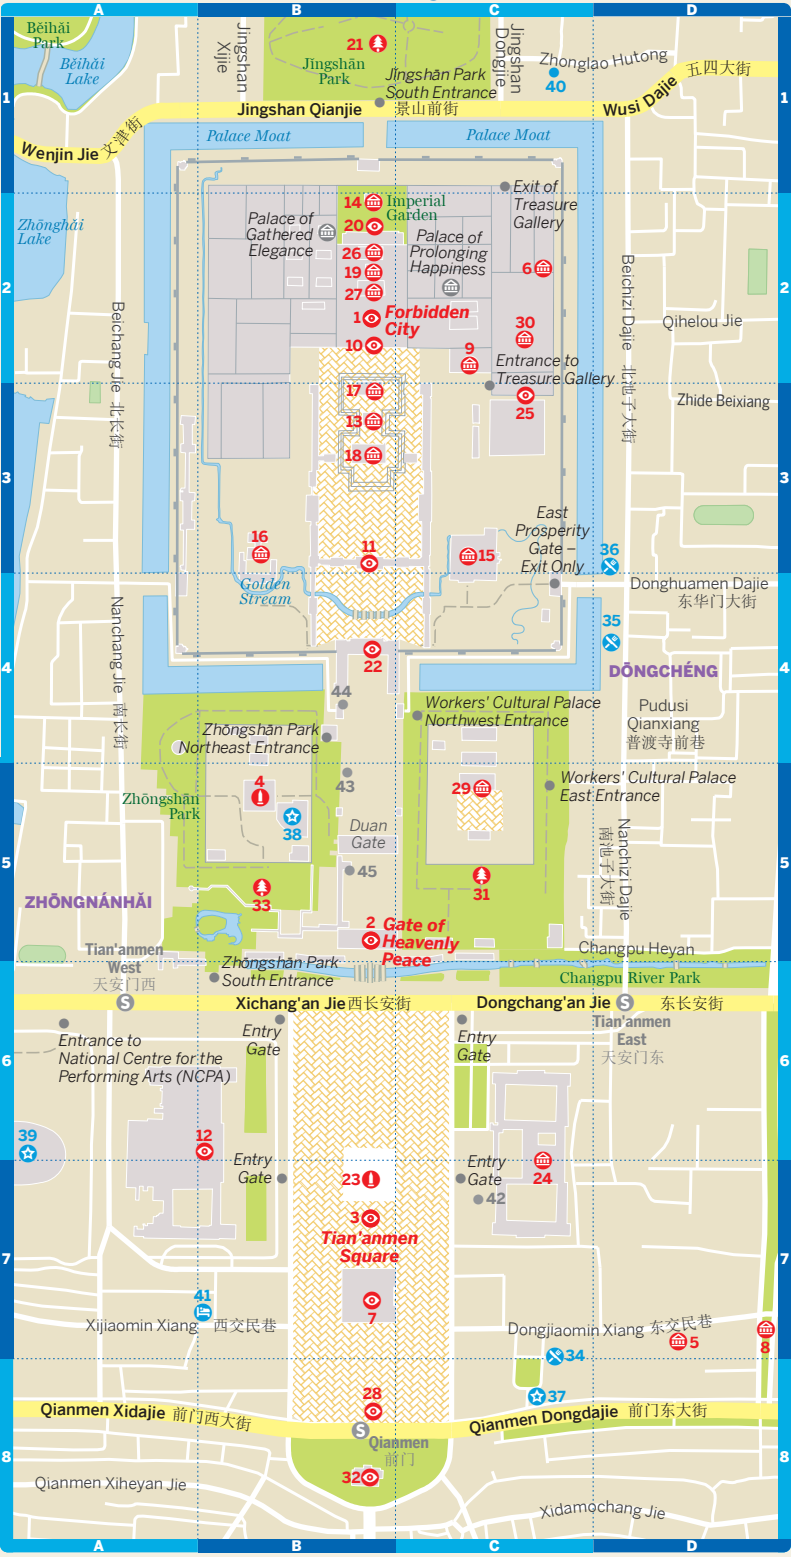 A
B
C
D
Běihǎi
Park
Běihǎi
Lake
Jingshan
Xijie
21
Jǐngshān
Park
Jingshan
Dongjie
Jǐngshān Park
South Entrance
Zhonglao Hutong
40
五四大街
1
1
Jingshan Qianjie
景山前街
Wusi Dajie
Wenjin Jie
文津街
Palace Moat
Palace Moat
Exit of
Treasure
Gallery
14
Imperial
Garden
20
Palace of
Gathered
Elegance
Zhōnghǎi
Lake
26
19
27
Palace of
Prolonging
Happiness
6
2
2
1
Forbidden
City
10
30
9
Entrance to
Treasure Gallery
25
Beichang Jie
北长街
Beichizi Dajie
北池子大街
Qihelou Jie
Zhide Beixiang
17
13
18
3
3
16
11
15
East
Prosperity
Gate –
Exit Only
36
Golden
Stream
Donghuamen Dajie
东华门大街
35
22
4
4
DŌNGCHÉNG
Nanchang Jie
南长街
44
Workers' Cultural Palace
Northwest Entrance
Zhōngshān Park
Northeast Entrance
Pudusi
Qianxiang
普渡寺前巷
4
43
29
Workers' Cultural Palace
East Entrance
Zhōngshān
Park
38
Duan
Gate
45
Nanchizi Dajie
南池子大街
5
5
31
33
ZHŌNGNÁNHǍI
2
Gate of
Heavenly
Peace
Tian'anmen
West
天安门西
S
Zhōngshān Park
South Entrance
Changpu Heyan
Changpu River Park
Xichang'an Jie
西长安街
Dongchang'an Jie
S
东长安街
Tian'anmen
East
天安门东
Entrance to
National Centre for the
Performing Arts (NCPA)
Entry
Gate
Entry
Gate
6
6
39
12
Entry
Gate
23
Entry
Gate
24
42
3
Tian'anmen
Square
7
7
41
7
Xijiaomin Xiang
西交民巷
Dongjiaomin Xiang
东交民巷
5
8
34
28
37
Qianmen Xidajie
前门西大街
Qianmen Dongdajie
前门东大街
S
Qianmen
前门
8
8
32
Qianmen Xiheyan Jie
Xidamochang Jie
A
B
C
D